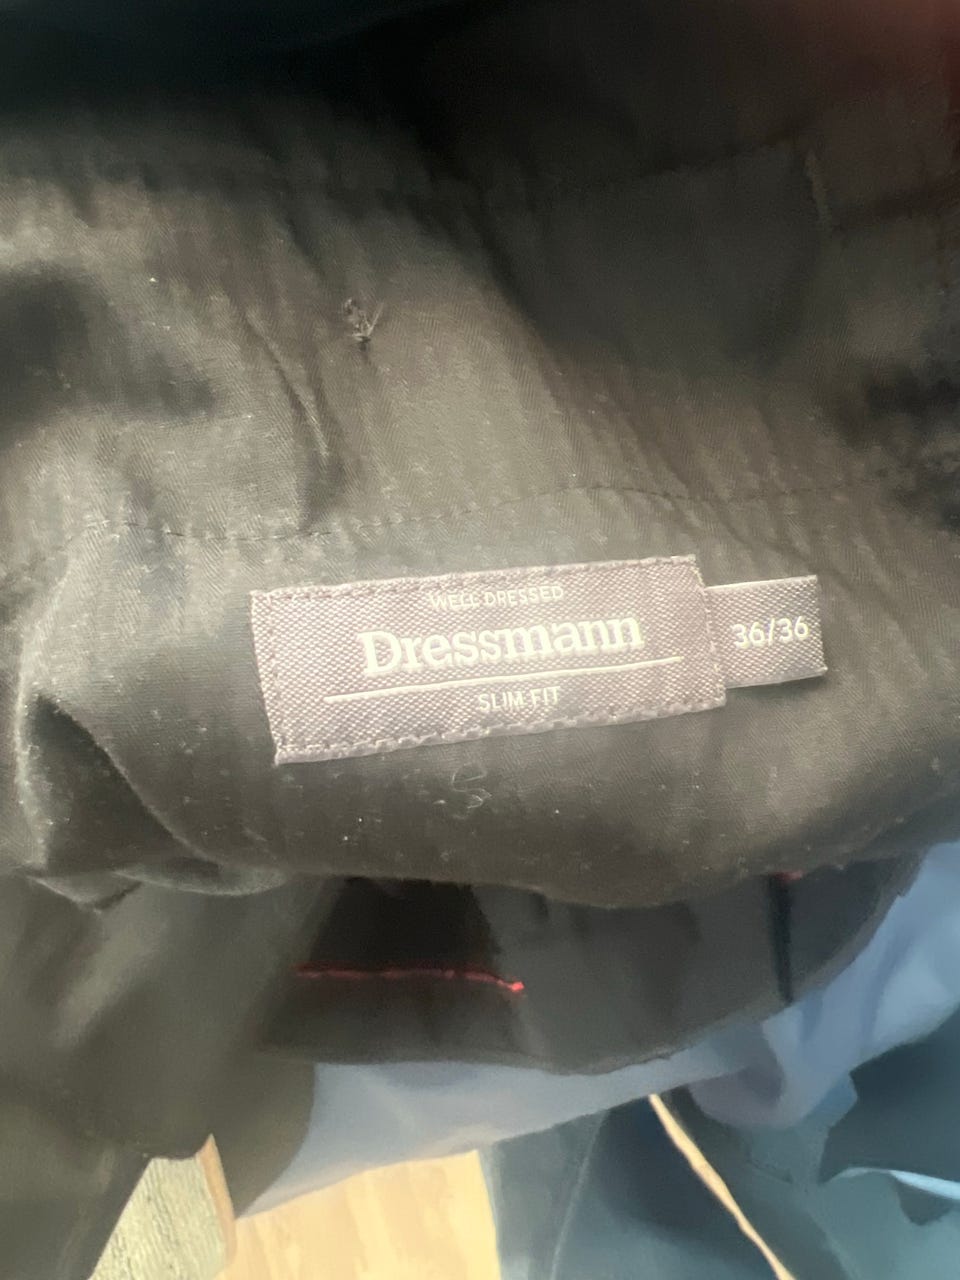 WELL DRESSED
Dressmann
SLIM FIT
36/36